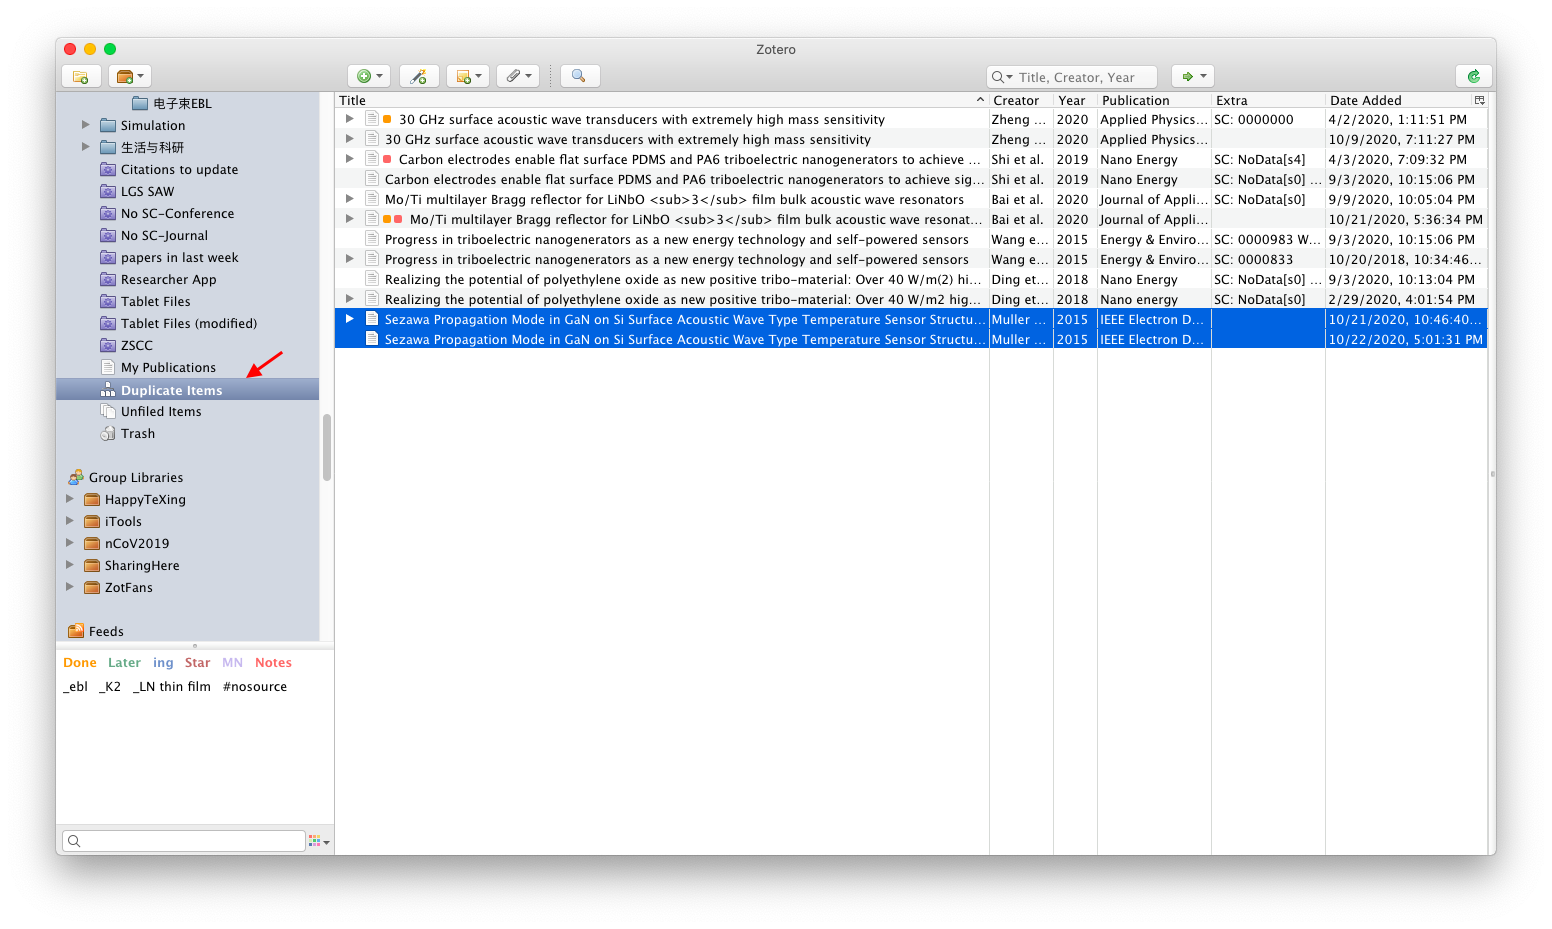 Zotero
Title, Creator, Year
电子束EBL
Simulation
生活与科研
Citations to update
LGS SAW
No SC-Conference
No SC-Journal
papers in last week
Researcher App
Tablet Files
Tablet Files (modified)
ZSCC
My Publications
Duplicate Items
Unfiled Items
Trash
Group Libraries
HappyTeXing
iTools
nCoV2019
SharingHere
ZotFans
Feeds
Done Later ing Star MN Notes
_ebl _K2 _LN thin film #nosource
Title Creator Year Publication Extra Date Added
30 GHz surface acoustic wave transducers with extremely high mass sensitivity Zheng ... 2020 Applied Physics... SC: 0000000 4/2/2020, 1:11:51 PM
30 GHz surface acoustic wave transducers with extremely high mass sensitivity Zheng ... 2020 Applied Physics... 10/9/2020, 7:11:27 PM
Carbon electrodes enable flat surface PDMS and PA6 triboelectric nanogenerators to achieve ... Shi et al. 2019 Nano Energy SC: NoData[s4] 4/3/2020, 7:09:32 PM
Carbon electrodes enable flat surface PDMS and PA6 triboelectric nanogenerators to achieve sig... Shi et al. 2019 Nano Energy SC: NoData[s0] ... 9/3/2020, 10:15:06 PM
Mo/Ti multilayer Bragg reflector for LiNbO <sub>3</sub> film bulk acoustic wave resonators Bai et al. 2020 Journal of Appli... SC: NoData[s0] 9/9/2020, 10:05:04 PM
Mo/Ti multilayer Bragg reflector for LiNbO <sub>3</sub> film bulk acoustic wave resonat... Bai et al. 2020 Journal of Appli... 10/21/2020, 5:36:34 PM
Progress in triboelectric nanogenerators as a new energy technology and self-powered sensors Wang e... 2015 Energy & Enviro... SC: 0000983 W... 9/3/2020, 10:15:06 PM
Progress in triboelectric nanogenerators as a new energy technology and self-powered sensors Wang e... 2015 Energy & Enviro... SC: 0000833 10/20/2018, 10:34:46...
Realizing the potential of polyethylene oxide as new positive tribo-material: Over 40 W/m(2) hi... Ding et... 2018 Nano Energy SC: NoData[s0] ... 9/3/2020, 10:13:04 PM
Realizing the potential of polyethylene oxide as new positive tribo-material: Over 40 W/m2 hig... Ding et... 2018 Nano energy SC: NoData[s0] 2/29/2020, 4:01:54 PM
Sezawa Propagation Mode in GaN on Si Surface Acoustic Wave Type Temperature Sensor Structu... Muller ... 2015 IEEE Electron D... 10/21/2020, 10:46:40...
Sezawa Propagation Mode in GaN on Si Surface Acoustic Wave Type Temperature Sensor Structu... Muller ... 2015 IEEE Electron D... 10/22/2020, 5:01:31 PM